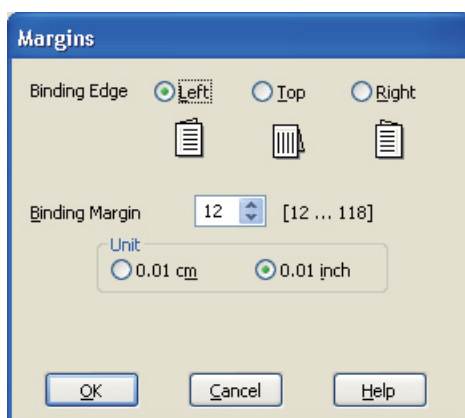 Margins
Binding Edge Left Top Right
Binding Margin 12 [12 ... 118]
Unit
0.01 cm 0.01 inch
OK Cancel Help